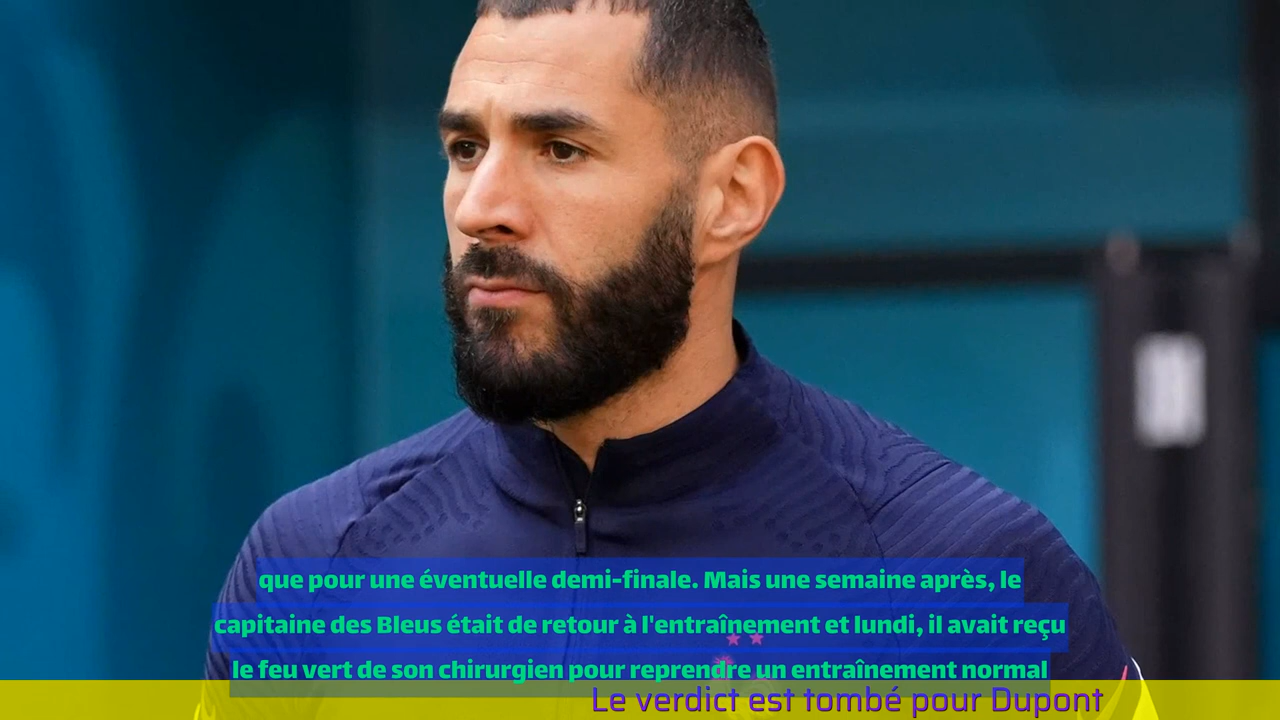 que pour une éventuelle demi-finale. Mais une semaine après, le
capitaine des Bleus était de retour à l'entraînement et lundi, il avait reçu
le feu vert de son chirurgien pour reprendre un entraînement normal
Le verdict est tombé pour Dupont